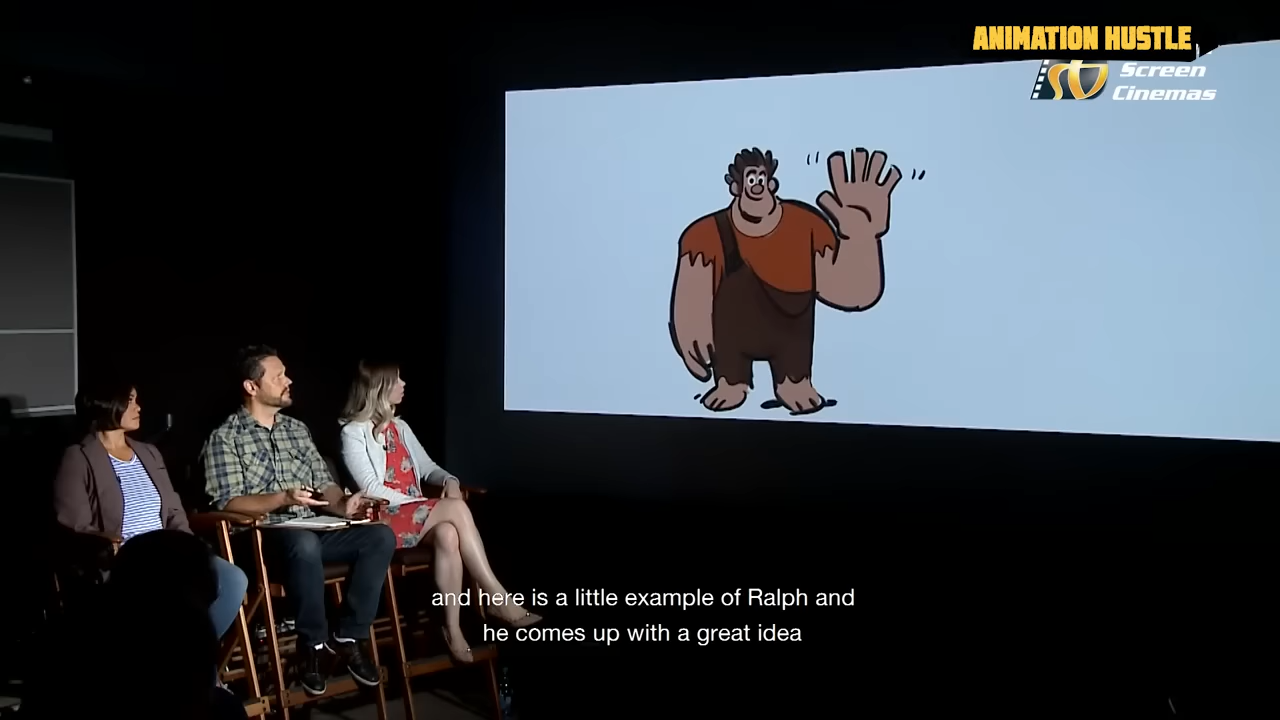 ANIMATION HUSTLE
Screen
Cinemas
and here is a little example of Ralph and
he comes up with a great idea